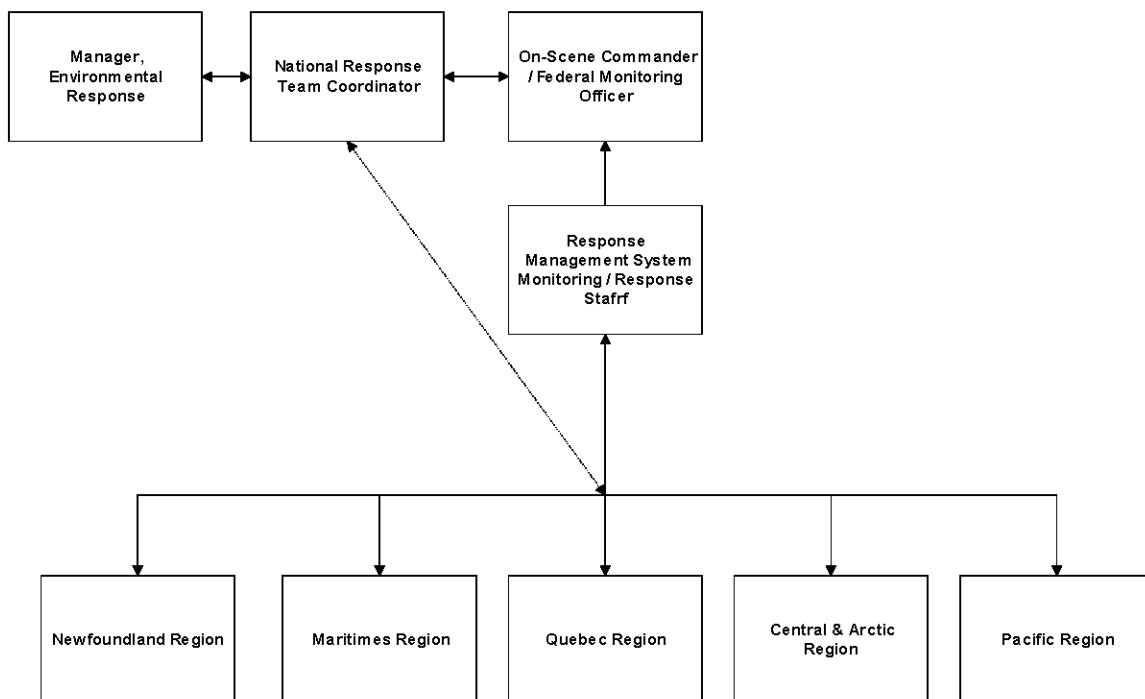 Manager,
Environmental
Response
National Response
Team Coordinator
On-Scene Commander
/ Federal Monitoring
Officer
Response
Management System
Monitoring / Response
Stafrf
Newfoundland Region
Maritimes Region
Quebec Region
Central & Arctic
Region
Pacific Region